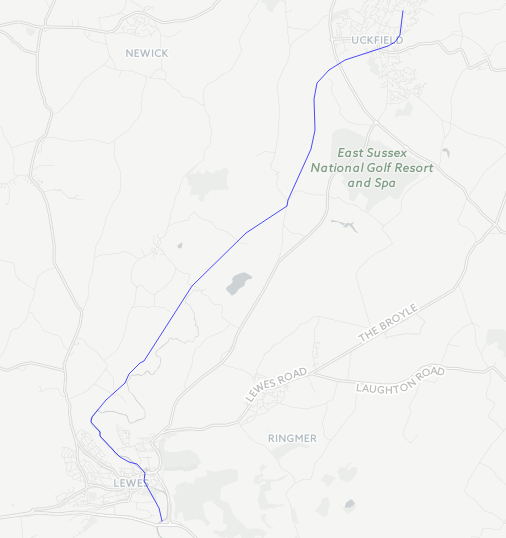 UCKFIELD
NEWICK
East Sussex
National Golf Resort
and Spa
THE BROYLE
LEWES ROAD
LAUGHTON ROAD
RINGMER
LEWES